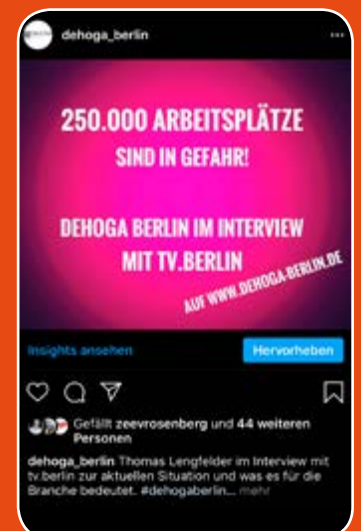 dehoga_berlin
250.000 ARBEITSPLÄTZE
SIND IN GEFAHR!
DEHOGA BERLIN IM INTERVIEW
MIT TV.BERLIN
AUF WWW.DEHOGA-BERLIN.DE
Insights ansehen
Hervorheben
Gefällt zeevrosenberg und 44 weiteren
Personen
dehoga_berlin Thomas Lengfelder im Interview mit
tv.berlin zur aktuellen Situation und was es für die
Branche bedeutet. #dehogaberlin... mehr